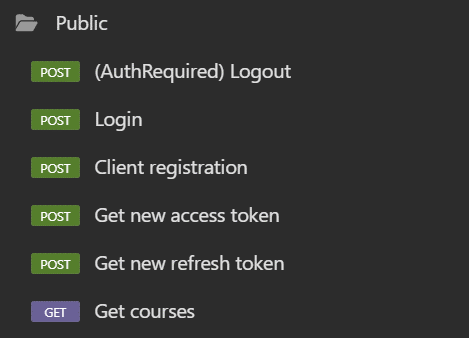 Public
POST (AuthRequired) Logout
POST Login
POST Client registration
POST Get new access token
POST Get new refresh token
GET Get courses